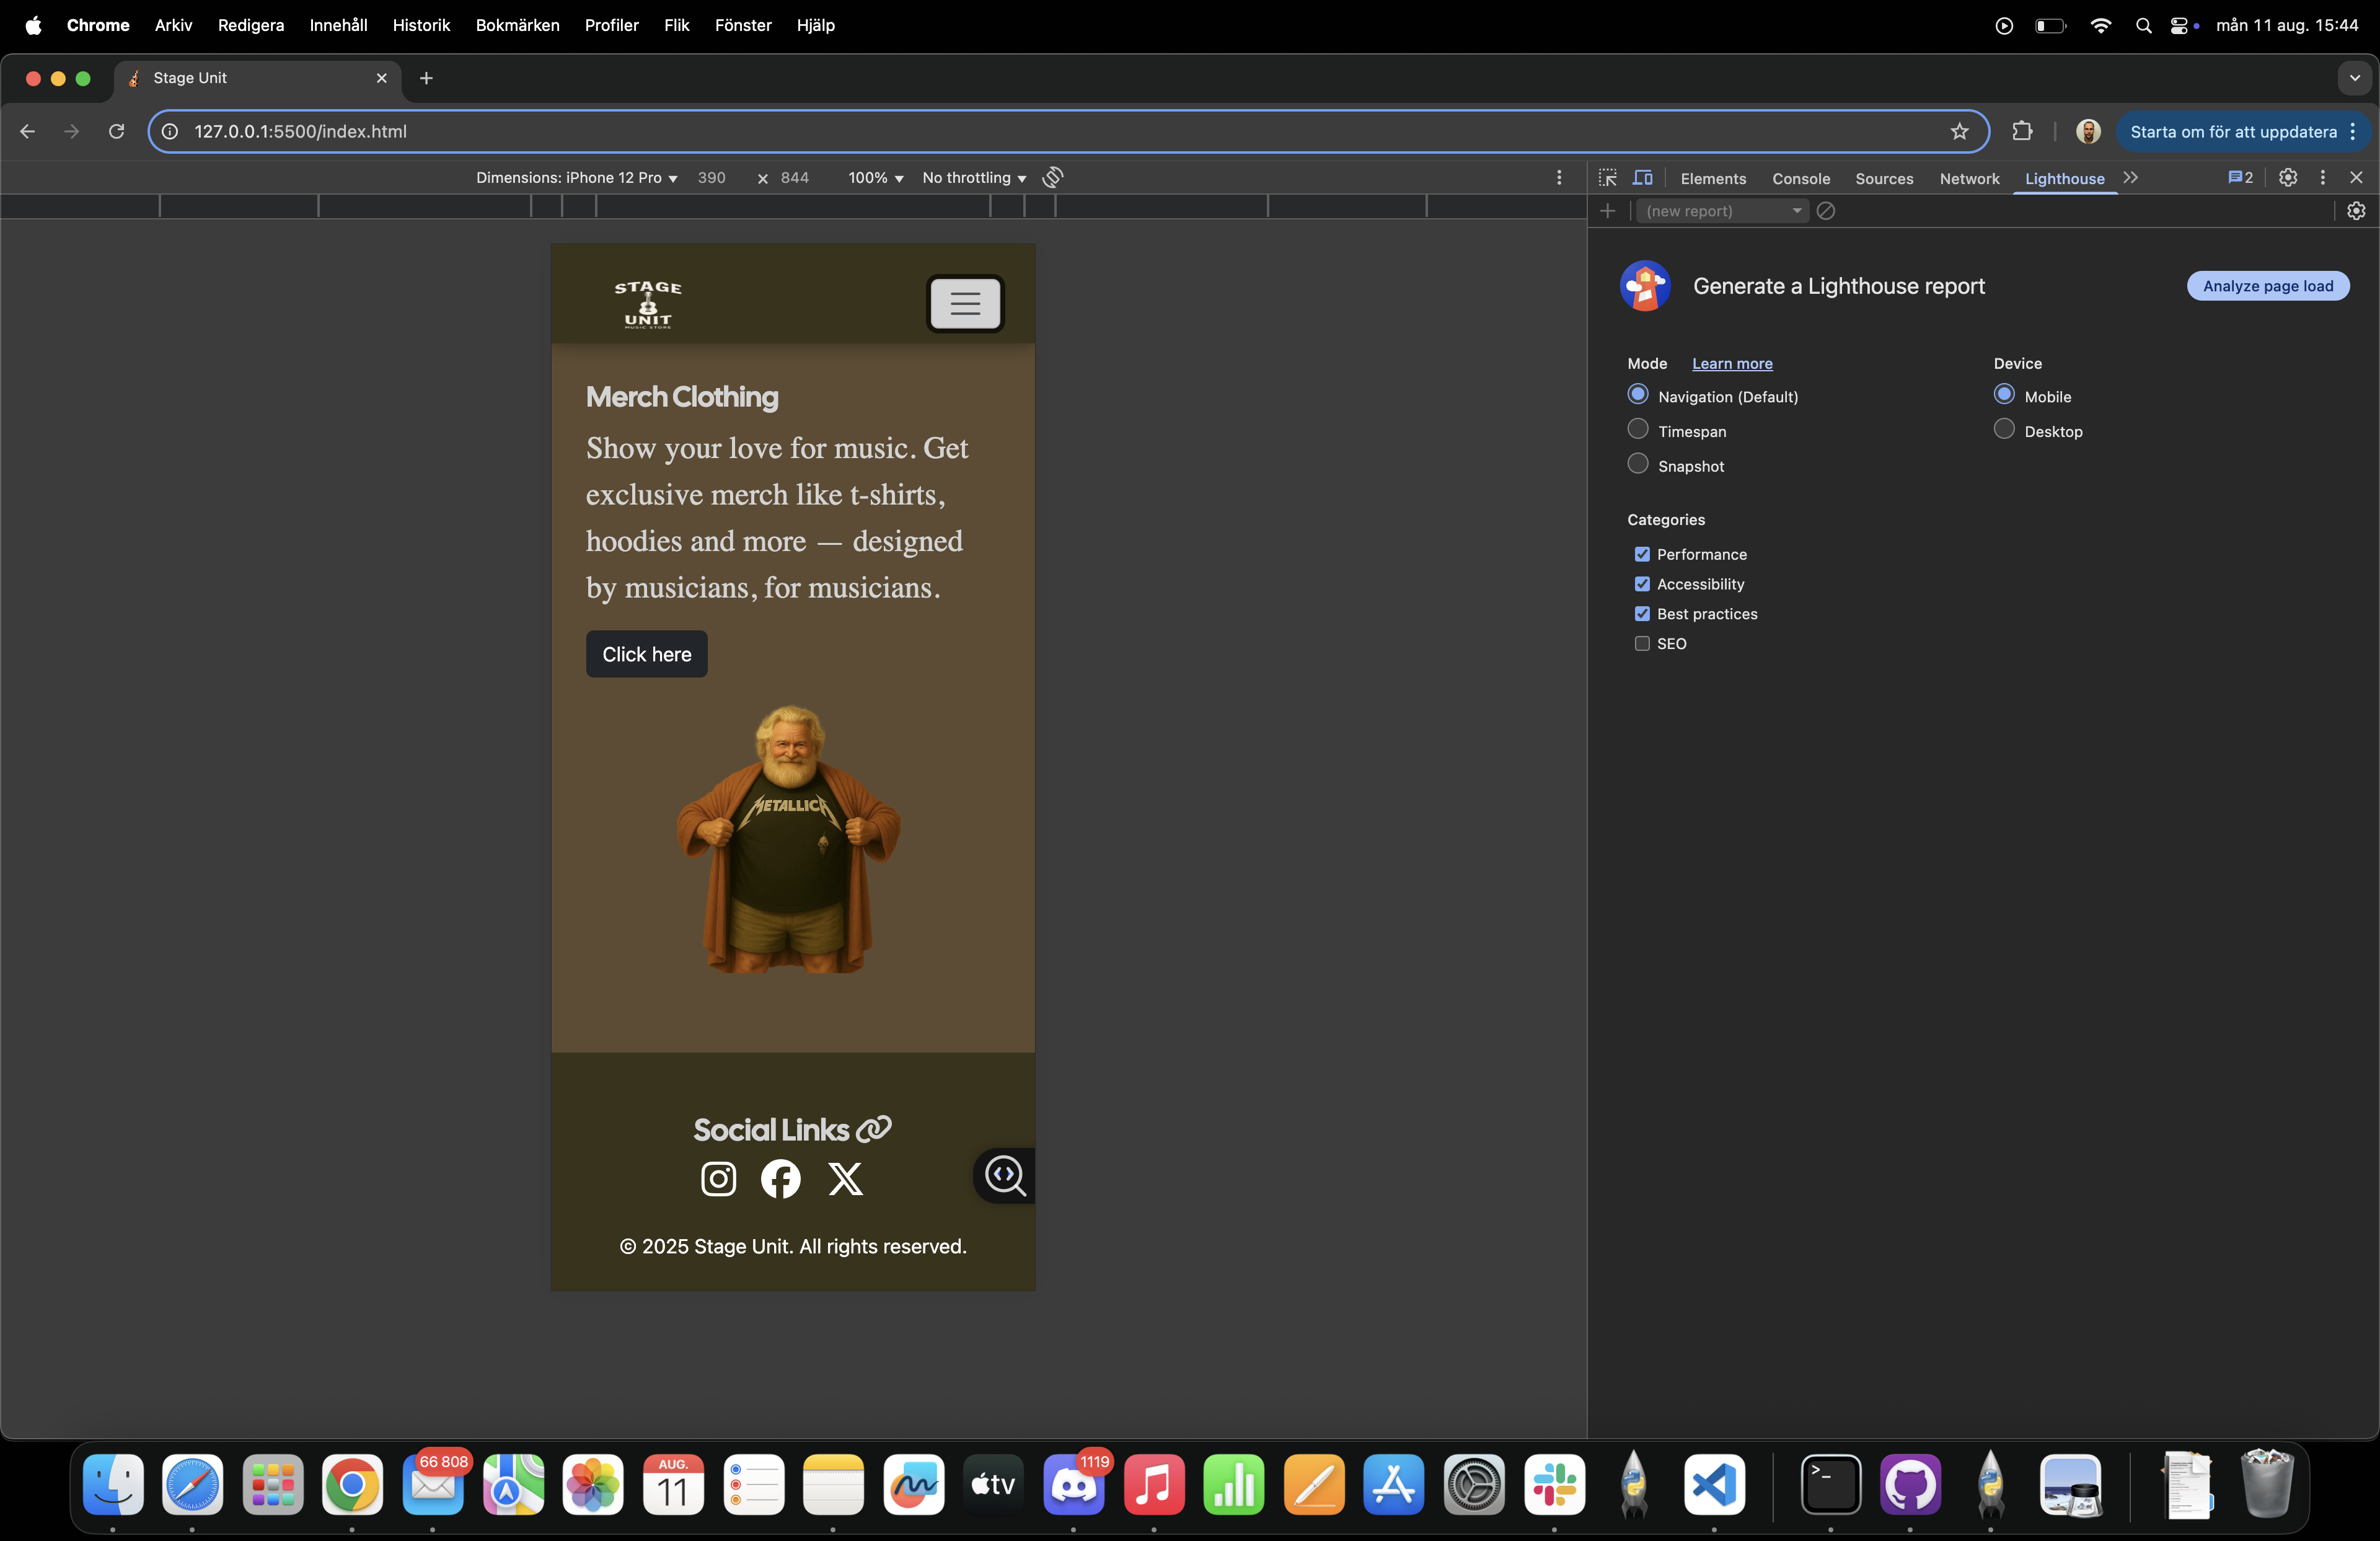 Chrome Arkiv Redigera Innehåll Historik Bokmärken Profiler Flik Fönster Hjälp
mån 11 aug. 15:44
Stage Unit
127.0.0.1:5500/index.html
Starta om för att uppdatera
Dimensions: iPhone 12 Pro 390 x 844 100% No throttling
Elements Console Sources Network Lighthouse 2
(new report)
STAGE
UNIT
MUSIC STORE
Merch Clothing
Show your love for music. Get
exclusive merch like t-shirts,
hoodies and more — designed
by musicians, for musicians.
Click here
METALLICA
Social Links
© 2025 Stage Unit. All rights reserved.
Generate a Lighthouse report
Analyze page load
Mode Learn more
Navigation (Default)
Timespan
Snapshot
Device
Mobile
Desktop
Categories
Performance
Accessibility
Best practices
SEO
66 808
AUG.
11
tv
1119
>_